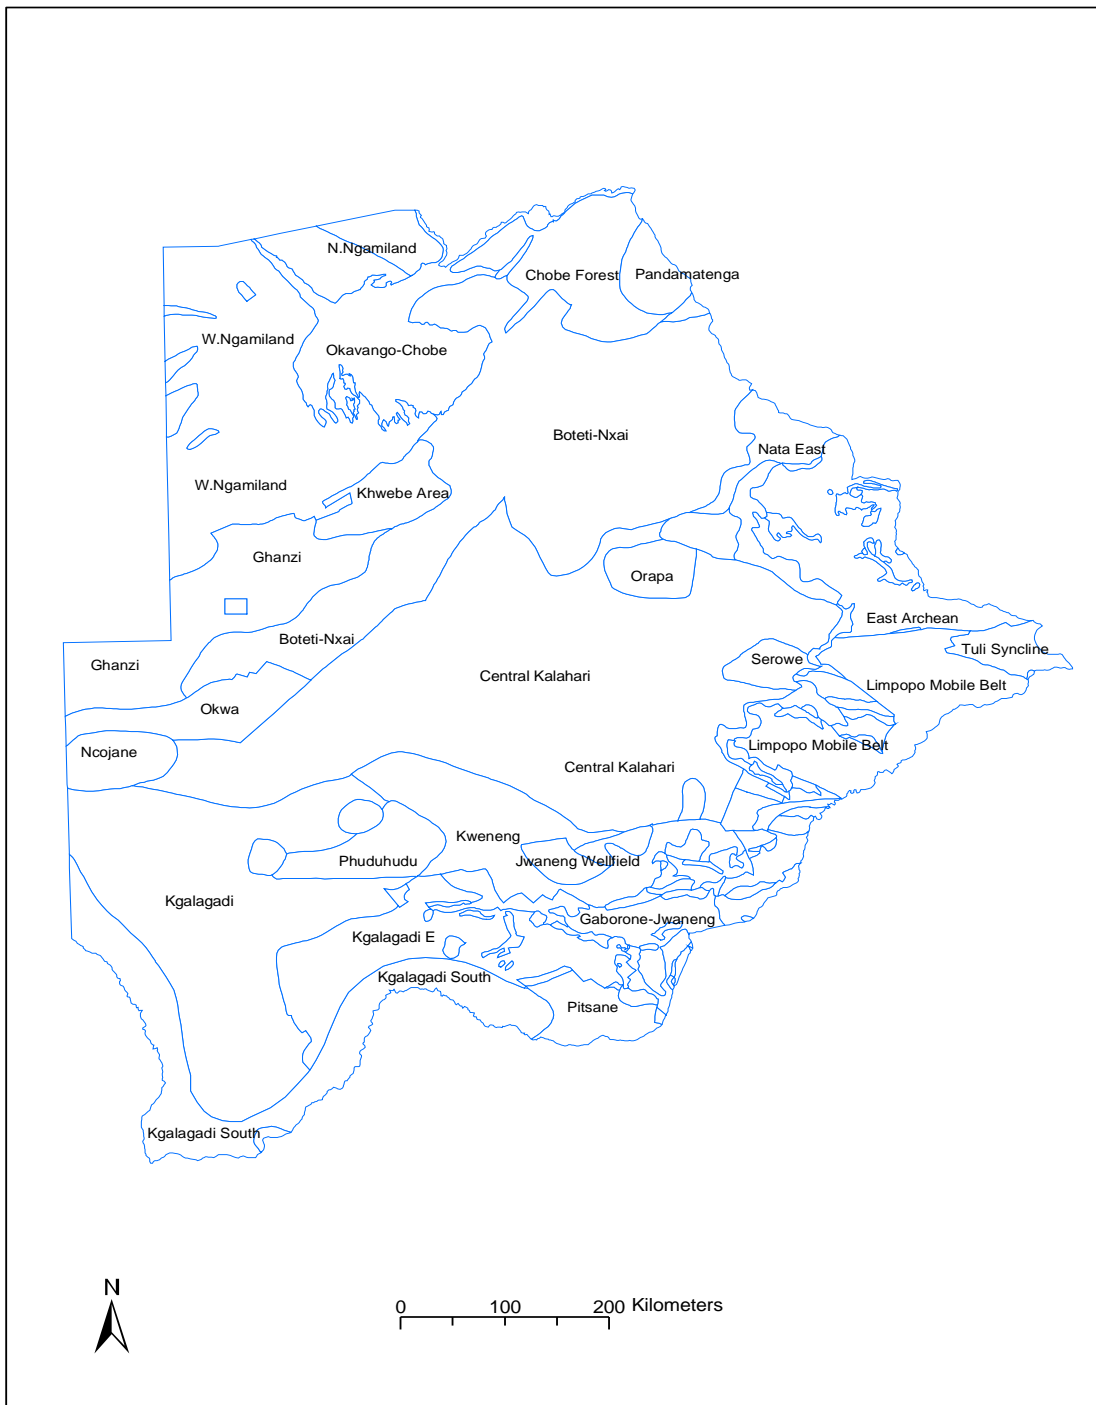 N.Ngamiland
Chobe Forest
Pandamatenga
W.Ngamiland
Okavango-Chobe
Boteti-Nxai
Nata East
W.Ngamiland
Khwebe Area
Ghanzi
Orapa
East Archean
Boteti-Nxai
Tuli Syncline
Ghanzi
Serowe
Central Kalahari
Limpopo Mobile Belt
Okwa
Ncojane
Limpopo Mobile Belt
Central Kalahari
Kweneng
Phuduhudu
Jwaneng Wellfield
Kgalagadi
Gaborone-Jwaneng
Kgalagadi E
Kgalagadi South
Pitsane
Kgalagadi South
N
0 100 200 Kilometers